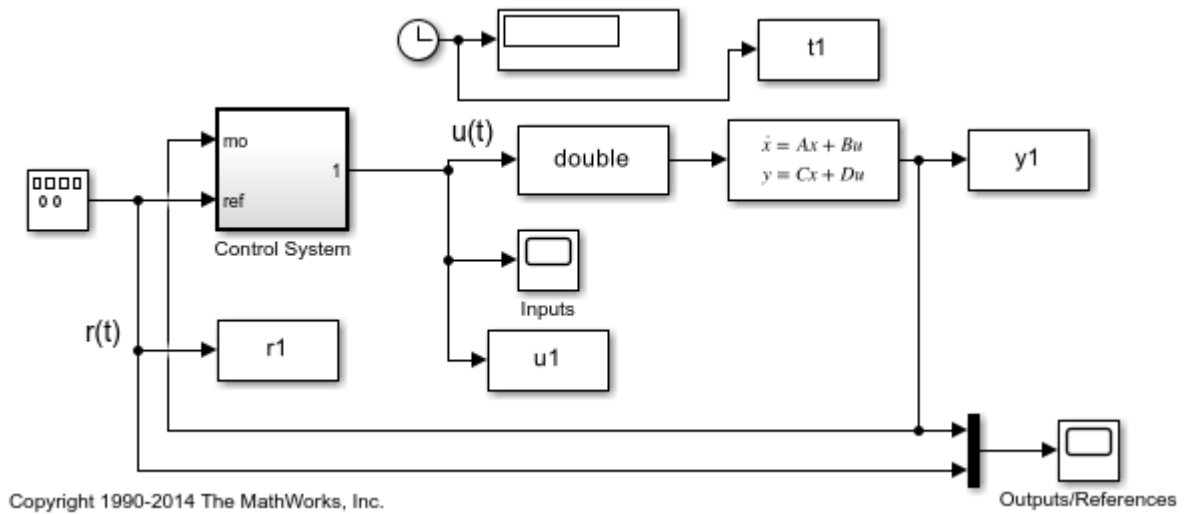 t1
mo
1
ref
Control System
u(t)
double
ẋ = Ax + Bu
y = Cx + Du
y1
Inputs
r(t)
r1
u1
Outputs/References
Copyright 1990-2014 The MathWorks, Inc.